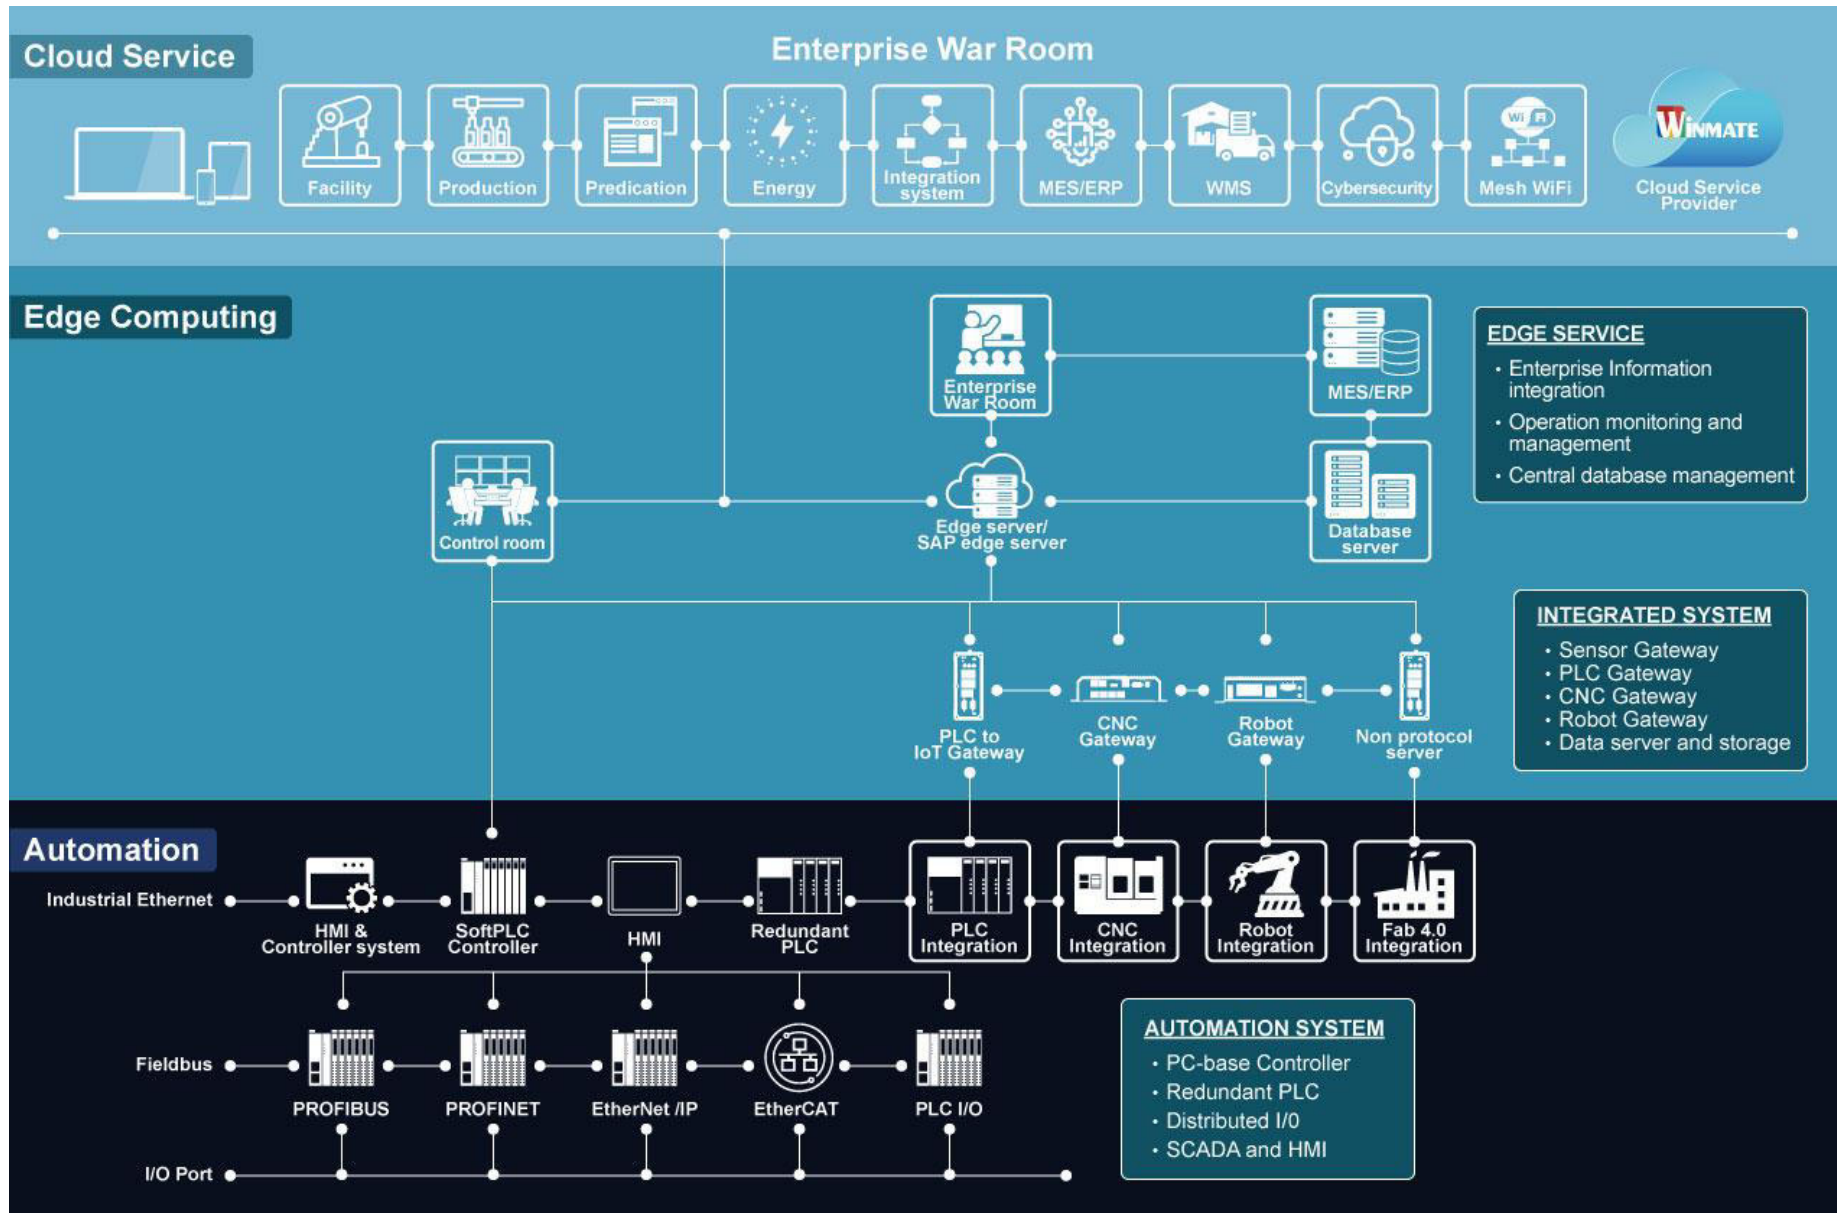 Cloud Service
Enterprise War Room
Facility
Production
Predication
Energy
Integration
system
MES/ERP
WMS
Cybersecurity
Wi Fi
Mesh WiFi
WINMATE
Cloud Service
Provider
Edge Computing
Enterprise
War Room
MES/ERP
EDGE SERVICE
• Enterprise Information
integration
• Operation monitoring and
management
• Central database management
Control room
Edge server/
SAP edge server
Database
server
INTEGRATED SYSTEM
• Sensor Gateway
• PLC Gateway
• CNC Gateway
• Robot Gateway
• Data server and storage
PLC to
IoT Gateway
CNC
Gateway
Robot
Gateway
Non protocol
server
Automation
Industrial Ethernet
HMI &
Controller system
SoftPLC
Controller
HMI
Redundant
PLC
PLC
Integration
CNC
Integration
Robot
Integration
Fab 4.0
Integration
Fieldbus
PROFIBUS
PROFINET
EtherNet /IP
EtherCAT
PLC I/O
I/O Port
AUTOMATION SYSTEM
• PC-base Controller
• Redundant PLC
• Distributed I/0
• SCADA and HMI